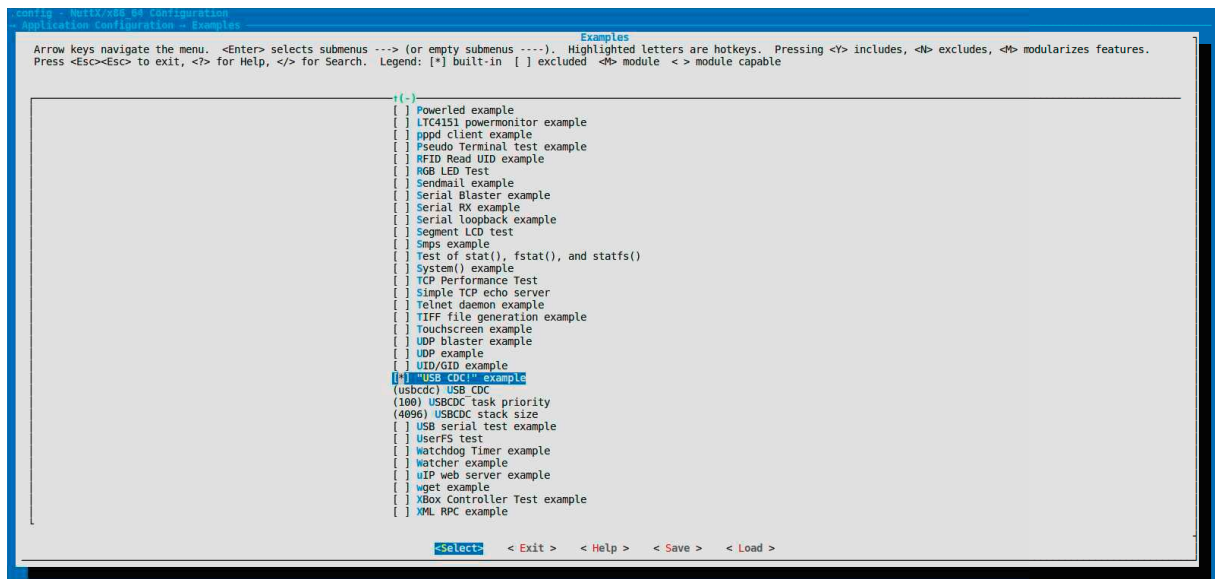 .config - NuttX/x86_64 Configuration
→ Application Configuration → Examples
Examples
Arrow keys navigate the menu. <Enter> selects submenus ---> (or empty submenus ----). Highlighted letters are hotkeys. Pressing <Y> includes, <N> excludes, <M> modularizes features.
Press <Esc><Esc> to exit, <?> for Help, </> for Search. Legend: [*] built-in [ ] excluded <M> module < > module capable
↑(-)
[ ] Powerled example
[ ] LTC4151 powermonitor example
[ ] pppd client example
[ ] Pseudo Terminal test example
[ ] RFID Read UID example
[ ] RGB LED Test
[ ] Sendmail example
[ ] Serial Blaster example
[ ] Serial RX example
[ ] Serial loopback example
[ ] Segment LCD test
[ ] Smps example
[ ] Test of stat(), fstat(), and statfs()
[ ] System() example
[ ] TCP Performance Test
[ ] Simple TCP echo server
[ ] Telnet daemon example
[ ] TIFF file generation example
[ ] Touchscreen example
[ ] UDP blaster example
[ ] UDP example
[ ] UID/GID example
[*] "USB CDC!" example
(usbcdc) USB_CDC
(100) USBCDC task priority
(4096) USBCDC stack size
[ ] USB serial test example
[ ] UserFS test
[ ] Watchdog Timer example
[ ] Watcher example
[ ] uIP web server example
[ ] wget example
[ ] XBox Controller Test example
[ ] XML RPC example
<Select> < Exit > < Help > < Save > < Load >